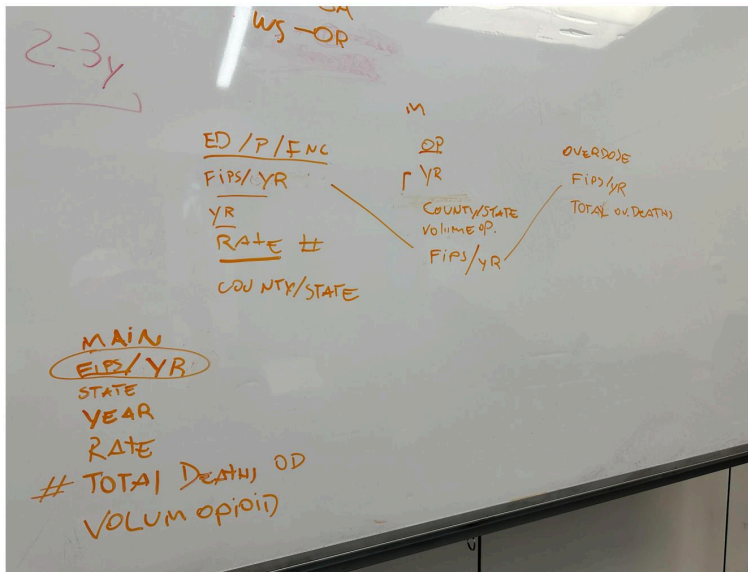 WS-OR
2-3y
M
ED/P/ENC
FiPS/YR
YR
RATE #
COUNTY/STATE
OP
YR
COUNTY/STATE
VOlUME OP.
FiPS/YR
OVERDOSE
FiPS/YR
TOTAL OV.DEATHS
MAiN
FiPS/YR
STATE
YEAR
RATE
# TOTAl DEATHS OD
VOLUM OpiOiD